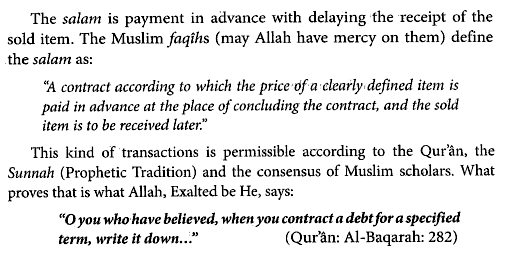 The salam is payment in advance with delaying the receipt of the
sold item. The Muslim faqîhs (may Allah have mercy on them) define
the salam as:
"A contract according to which the price of a clearly defined item is
paid in advance at the place of concluding the contract, and the sold
item is to be received later."
This kind of transactions is permissible according to the Qur'ân, the
Sunnah (Prophetic Tradition) and the consensus of Muslim scholars. What
proves that is what Allah, Exalted be He, says:
"O you who have believed, when you contract a debt for a specified
term, write it down..." (Qur'ân: Al-Baqarah: 282)